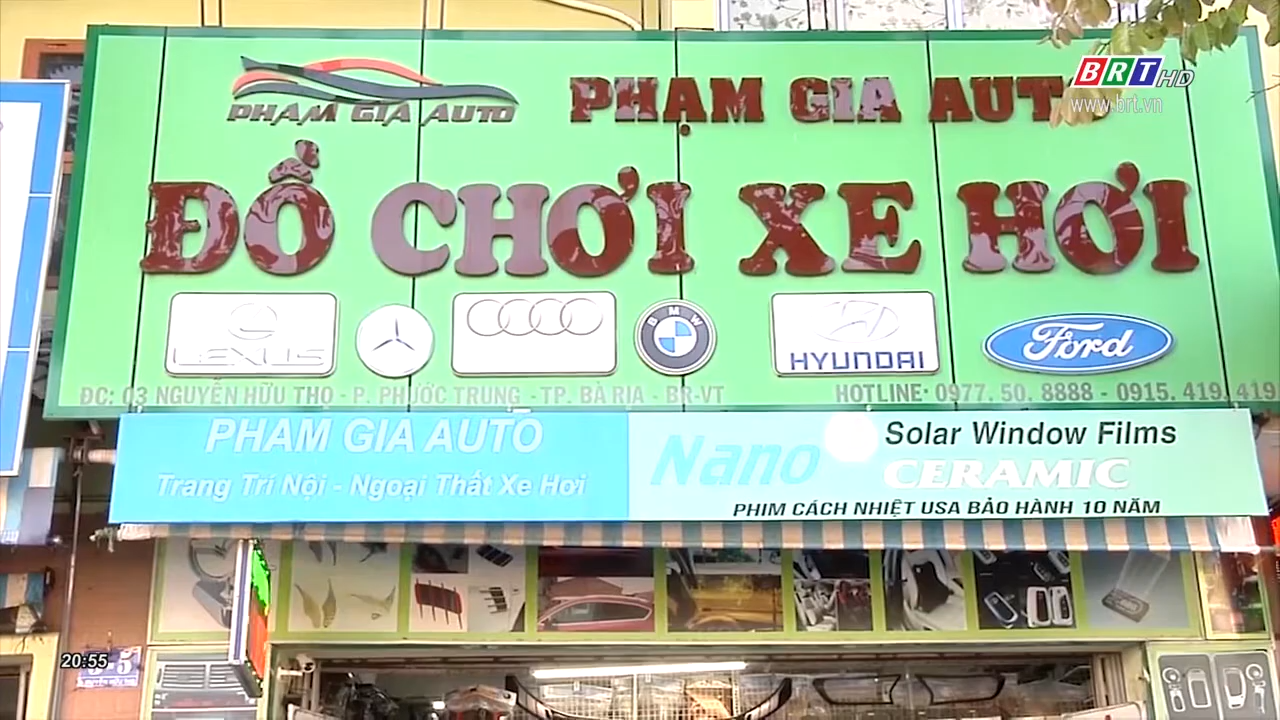 BRT HD
www.brt.vn
PHẠM GIA AUTO
PHẠM GIA AUTO
ĐỒ CHƠI XE HƠI
LEXUS
BMW
HYUNDAI
Ford
ĐC: 03 NGUYỄN HỮU THỌ - P. PHƯỚC TRUNG - TP. BÀ RỊA - BR-VT
HOTLINE: 0977. 50. 8888 - 0915. 419. 419
PHẠM GIA AUTO
Trang Trí Nội - Ngoại Thất Xe Hơi
Nano
Solar Window Films
CERAMIC
PHIM CÁCH NHIỆT USA BẢO HÀNH 10 NĂM
20:55